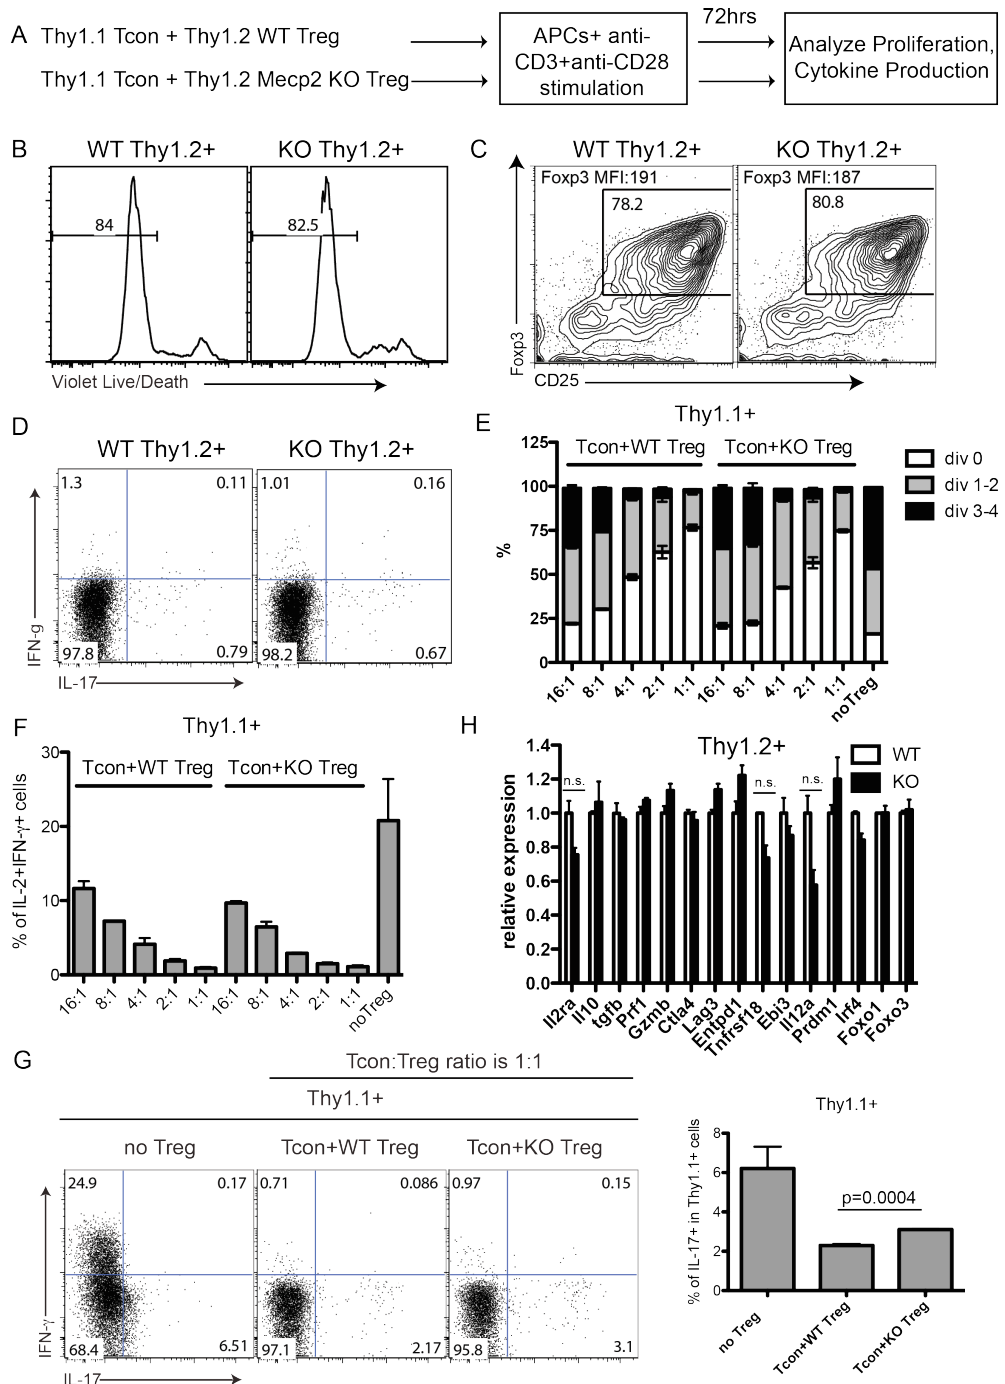 A
Thy1.1 Tcon + Thy1.2 WT Treg
Thy1.1 Tcon + Thy1.2 Mecp2 KO Treg
APCs+ anti-
CD3+anti-CD28
stimulation
72hrs
Analyze Proliferation,
Cytokine Production
B
WT Thy1.2+
KO Thy1.2+
84
82.5
Violet Live/Death
C
WT Thy1.2+
KO Thy1.2+
Foxp3 MFI:191
78.2
Foxp3 MFI:187
80.8
Foxp3
CD25
D
WT Thy1.2+
KO Thy1.2+
1.3
0.11
97.8
0.79
1.01
0.16
98.2
0.67
IFN-g
IL-17
E
Thy1.1+
Tcon+WT Treg
Tcon+KO Treg
div 0
div 1-2
div 3-4
%
125
100
75
50
25
0
16:1
8:1
4:1
2:1
1:1
16:1
8:1
4:1
2:1
1:1
noTreg
F
Thy1.1+
Tcon+WT Treg
Tcon+KO Treg
% of IL-2+IFN-γ+ cells
30
20
10
0
16:1
8:1
4:1
2:1
1:1
16:1
8:1
4:1
2:1
1:1
noTreg
H
Thy1.2+
WT
KO
relative expression
1.4
1.2
1.0
0.8
0.6
0.4
0.2
0.0
n.s.
n.s.
n.s.
Il2ra
Il10
tgfb
Prf1
Gzmb
Ctla4
Lag3
Entpd1
Tnfrsf18
Ebi3
Il12a
Prdm1
Irf4
Foxo1
Foxo3
G
Tcon:Treg ratio is 1:1
Thy1.1+
no Treg
Tcon+WT Treg
Tcon+KO Treg
24.9
0.17
68.4
6.51
0.71
0.086
97.1
2.17
0.97
0.15
95.8
3.1
IFN-γ
IL-17
Thy1.1+
% of IL-17+ in Thy1.1+ cells
8
6
4
2
0
p=0.0004
no Treg
Tcon+WT Treg
Tcon+KO Treg